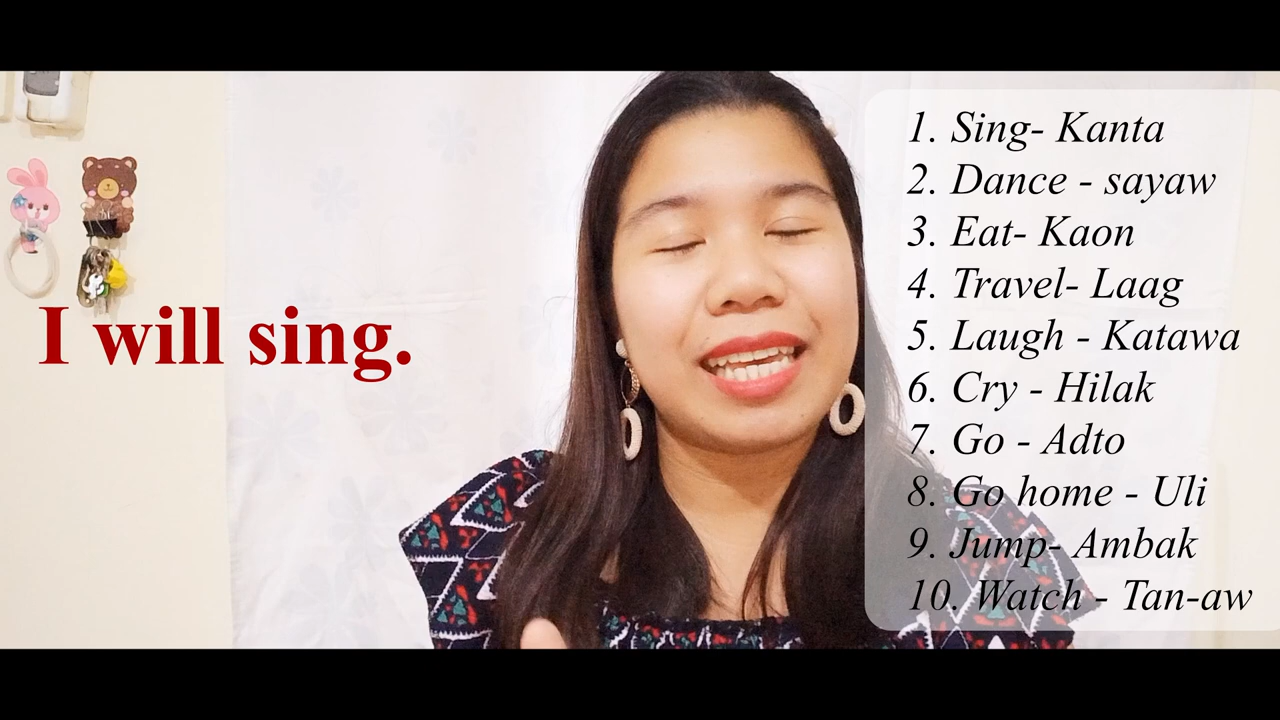 I will sing.
1. Sing- Kanta
2. Dance - sayaw
3. Eat- Kaon
4. Travel- Laag
5. Laugh - Katawa
6. Cry - Hilak
7. Go - Adto
8. Go home - Uli
9. Jump- Ambak
10. Watch - Tan-aw